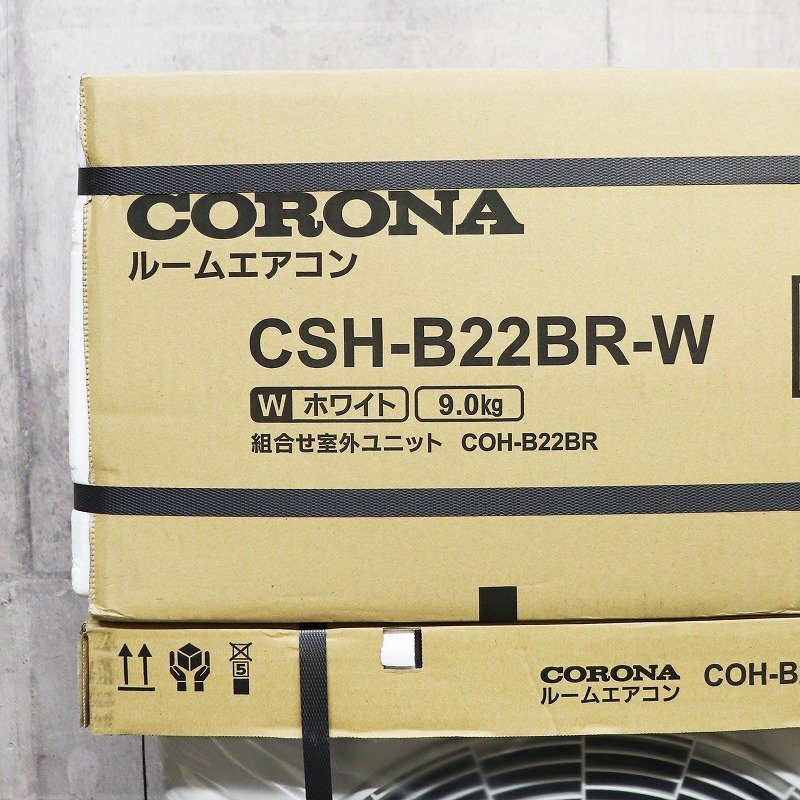 CORONA
ルームエアコン
CSH-B22BR-W
W ホワイト 9.0kg
組合せ室外ユニット COH-B22BR
5
CORONA
ルームエアコン
COH-B